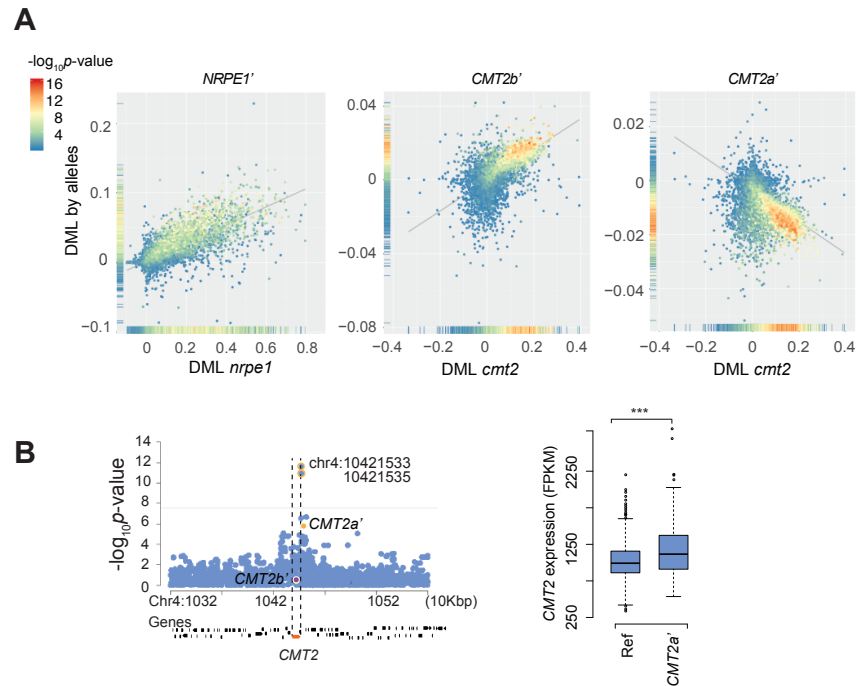 A
-log10p-value
16
12
8
4
NRPE1’
CMT2b’
CMT2a’
DML by alleles
0.2
0.1
0
−0.1
0 0.2 0.4 0.6 0.8
DML nrpe1
0.04
0
−0.04
−0.08
−0.4 −0.2 0 0.2 0.4
DML cmt2
0.02
0
−0.02
−0.04
−0.4 −0.2 0 0.2 0.4
DML cmt2
B
-log10p-value
14
12
10
8
6
4
2
0
chr4:10421533
10421535
CMT2a’
CMT2b’
Chr4:1032 1042 1052 (10Kbp)
Genes
CMT2
***
CMT2 expression (FPKM)
2250
1250
250
Ref
CMT2a’